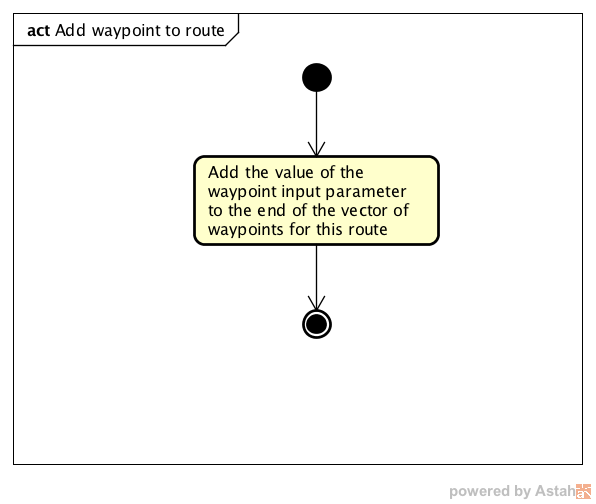 act Add waypoint to route
Add the value of the
waypoint input parameter
to the end of the vector of
waypoints for this route
powered by Astah